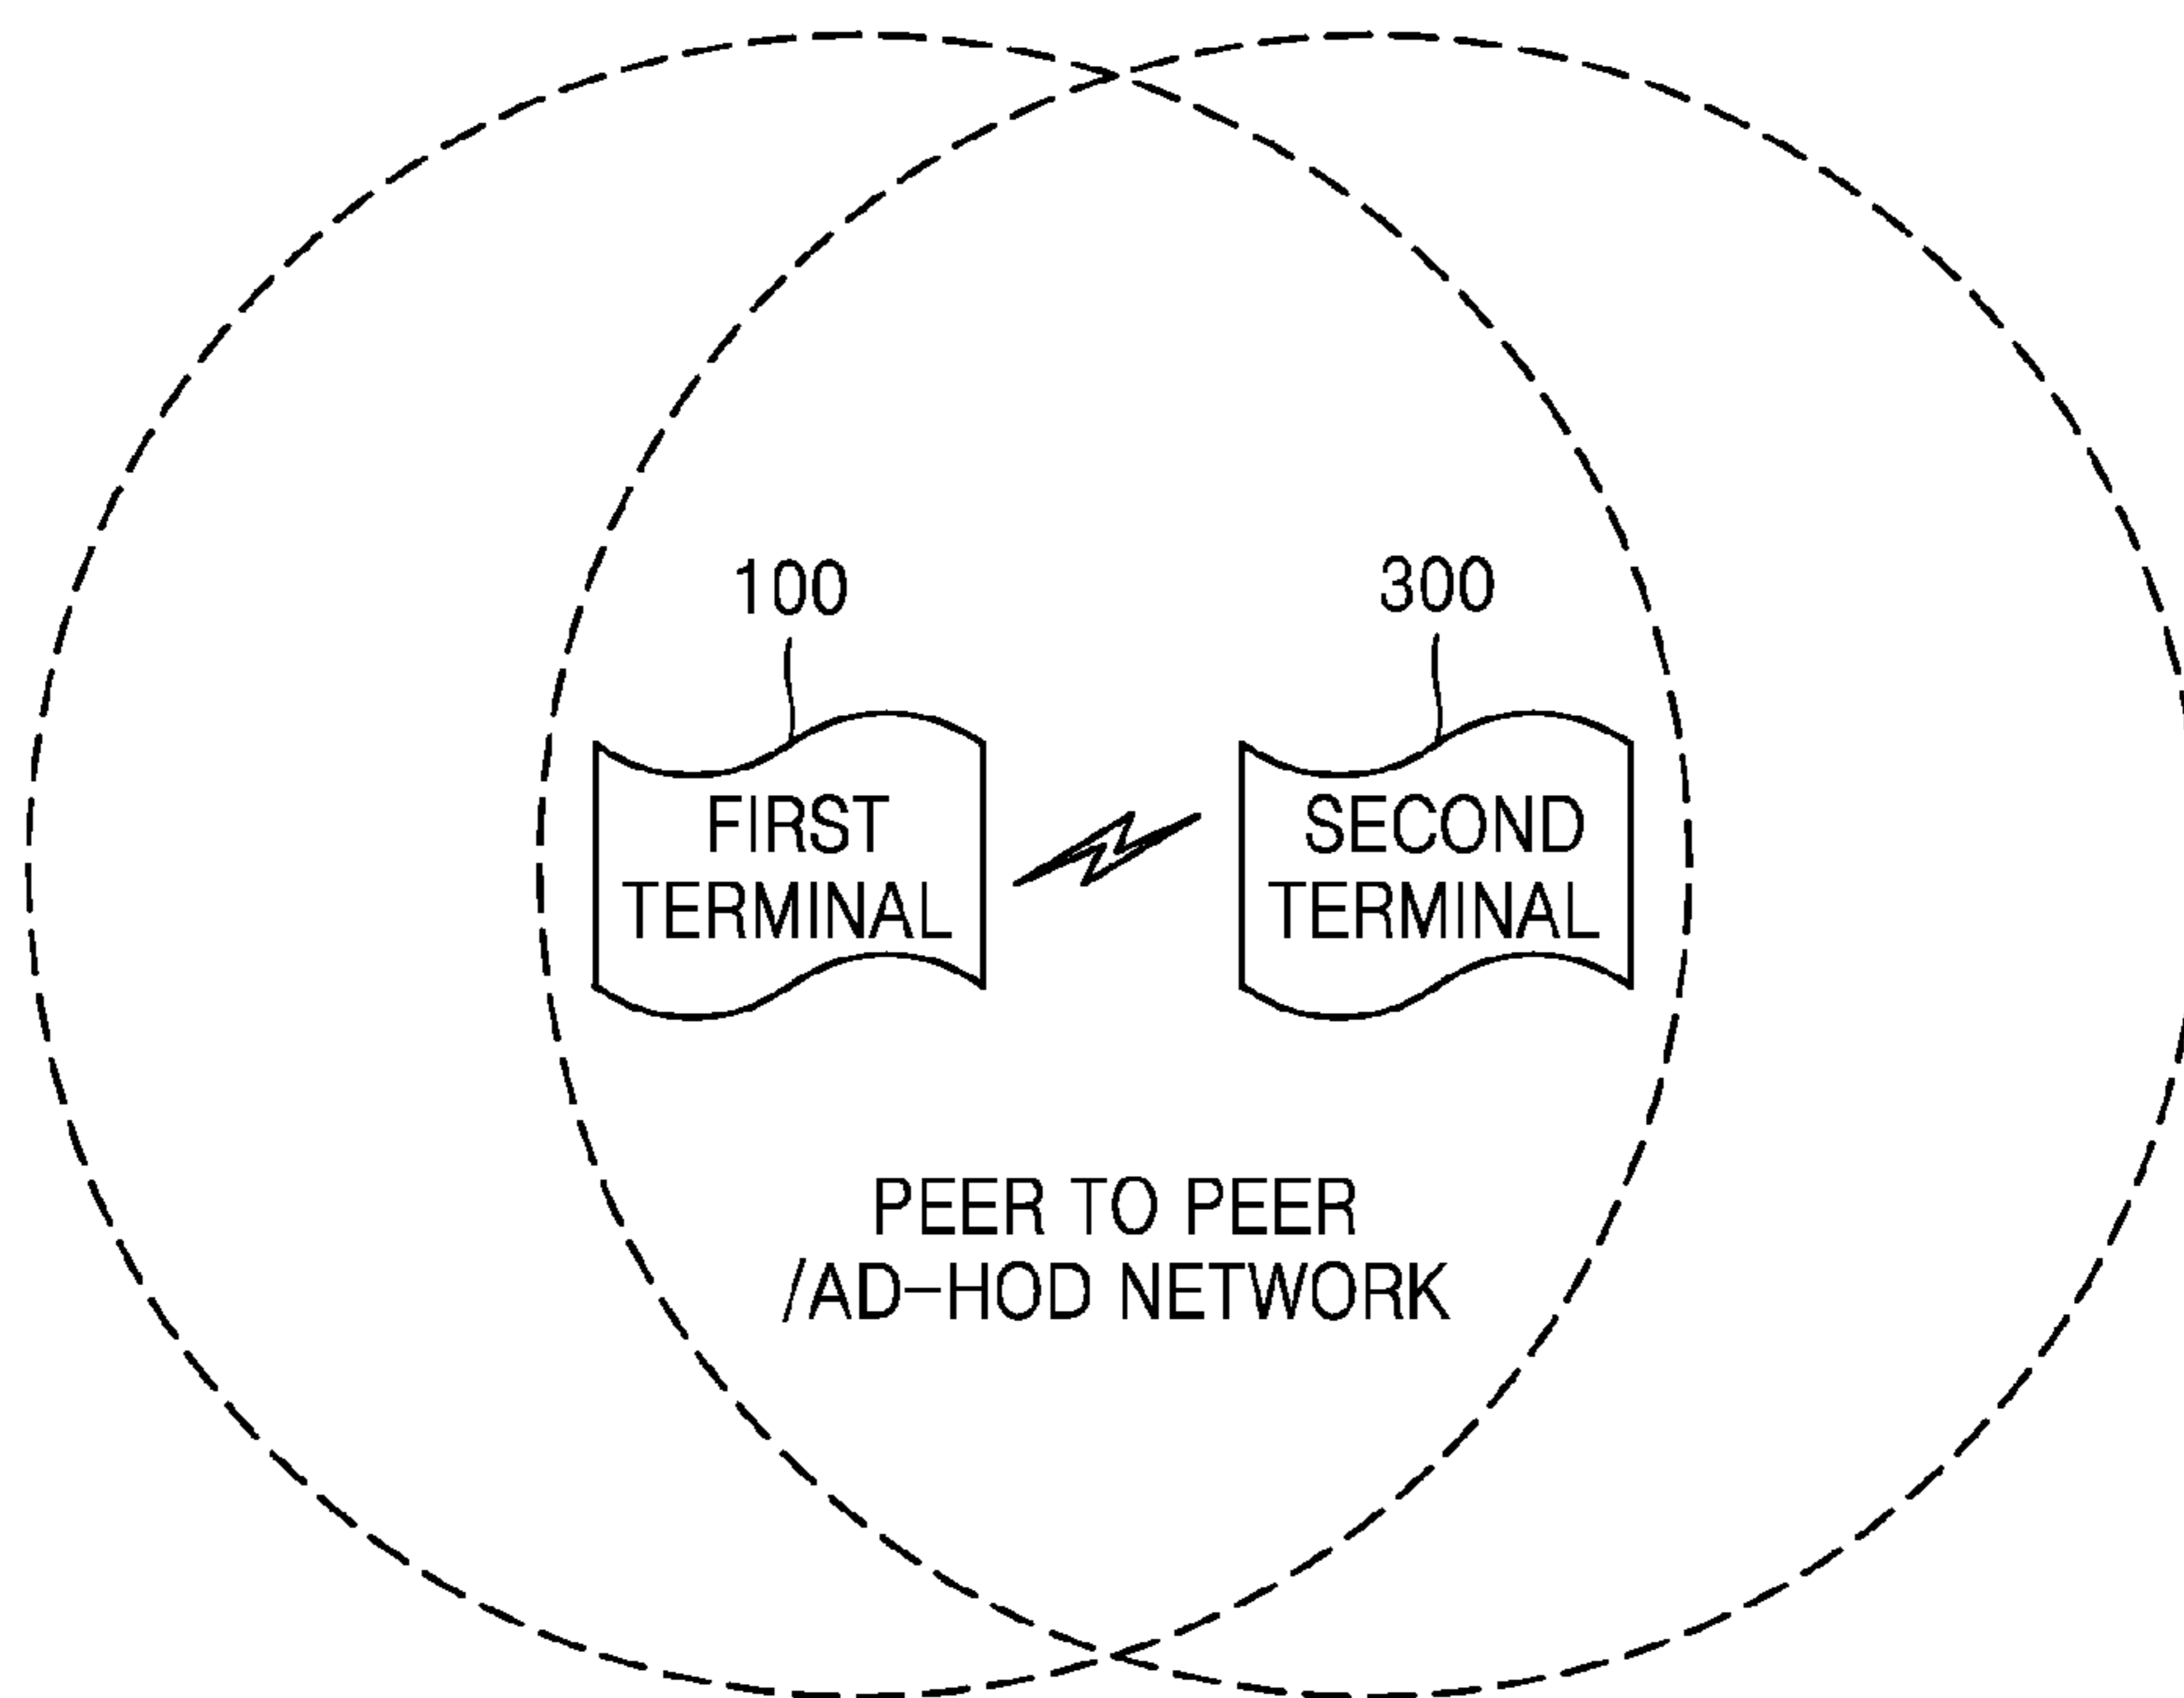 100
300
FIRST
TERMINAL
SECOND
TERMINAL
PEER TO PEER
/AD-HOD NETWORK